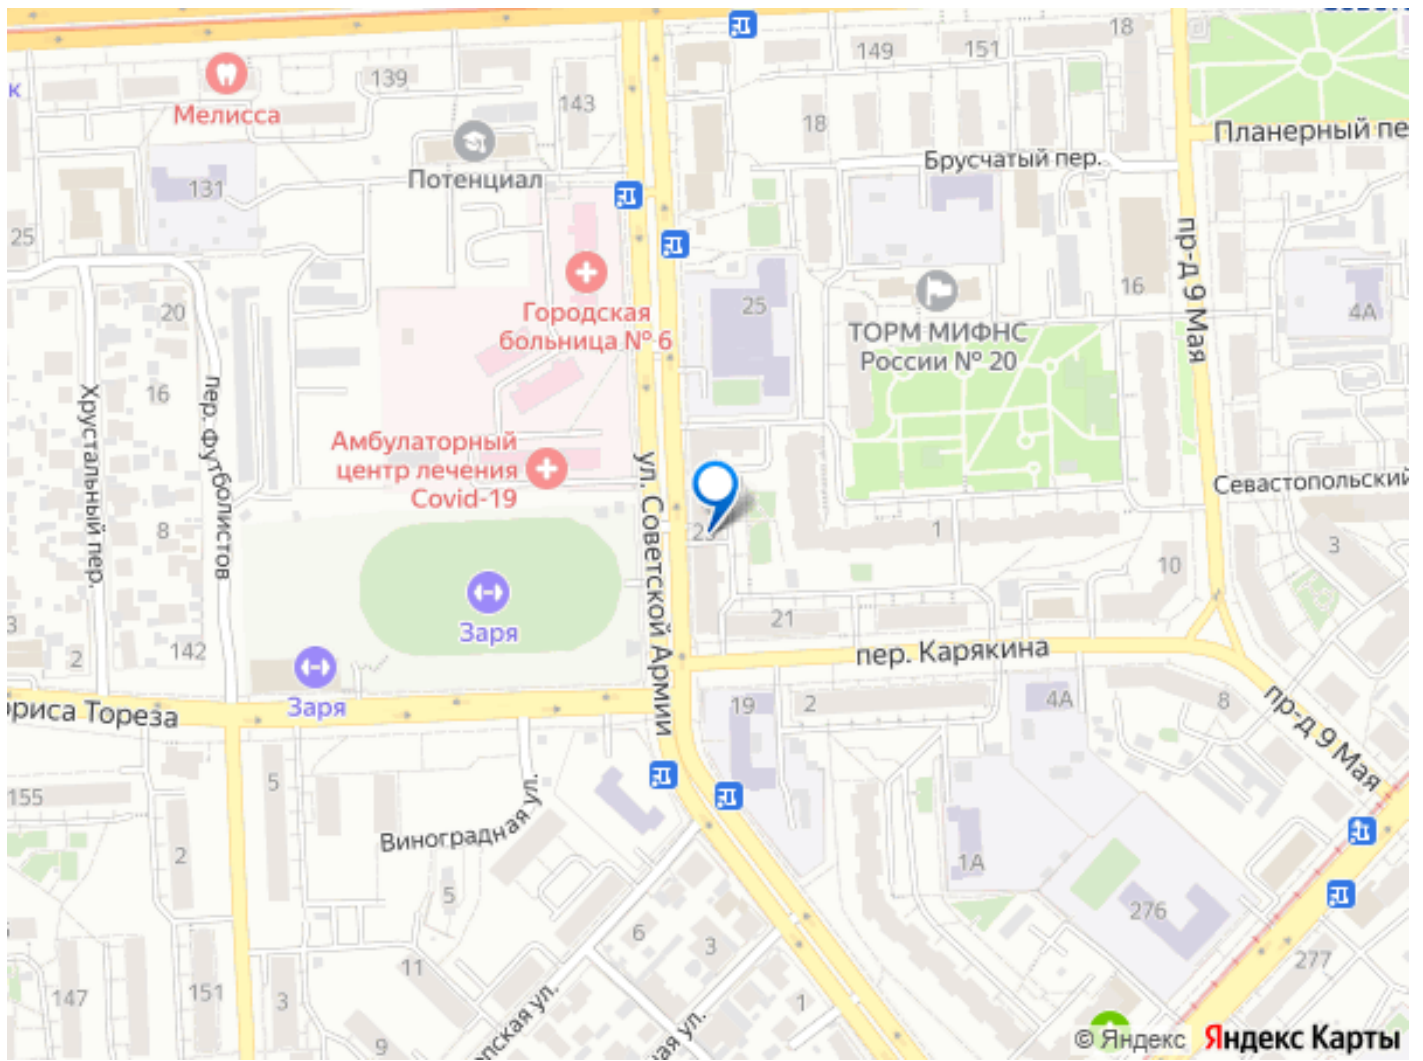 149
151
18
139
Мелисса
143
к
18
Планерный пе
Потенциал
Брусчатый пер.
131
25
пр-д 9 Мая
Городская
больница № 6
25
ТОРМ МИФНС
России № 20
16
4А
20
Хрустальный пер.
16
Пер. Футболистов
Амбулаторный
центр лечения
Covid-19
ул. Советской Армии
Севастопольский
8
1
3
10
Заря
3
2
142
21
пер. Карякина
Заря
риса Тореза
19
2
4А
8
пр-д 9 Мая
155
5
2
Виноградная ул.
5
1А
276
6
3
11
277
147
151
3
1
9
ная ул.
© Яндекс
Яндекс Карты